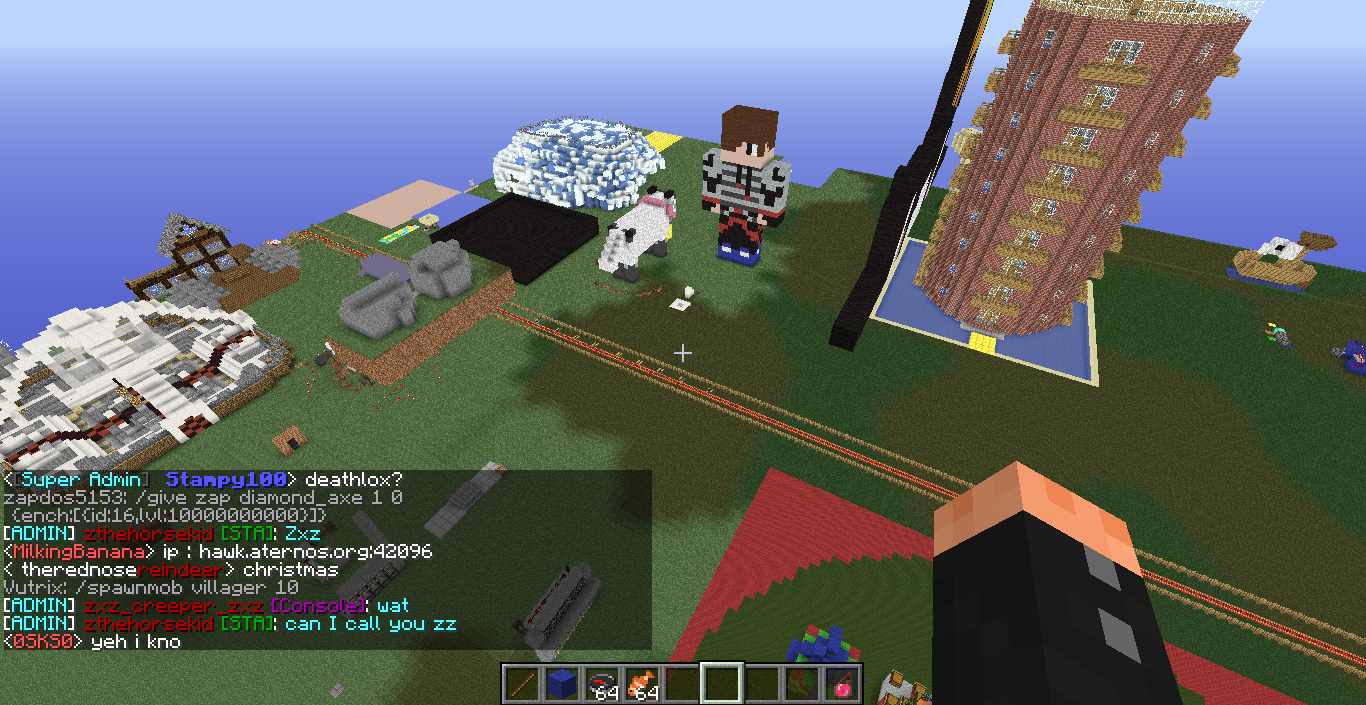 <[Super Admin] Stampy100> deathlox?
zapdos5153: /give zap diamond_axe 1 0
{ench:[{id:16,lvl:10000000000}]}
[ADMIN] zthehorsekid [STA]: Zxz
<MilkingBanana> ip : hawk.aternos.org:42096
< therednosereindeer> christmas
Vutrix: /spawnmob villager 10
[ADMIN] zxz_creeper_zxz [Console]: wat
[ADMIN] zthehorsekid [STA]: can I call you zz
<0SKS0> yeh i kno
64 64